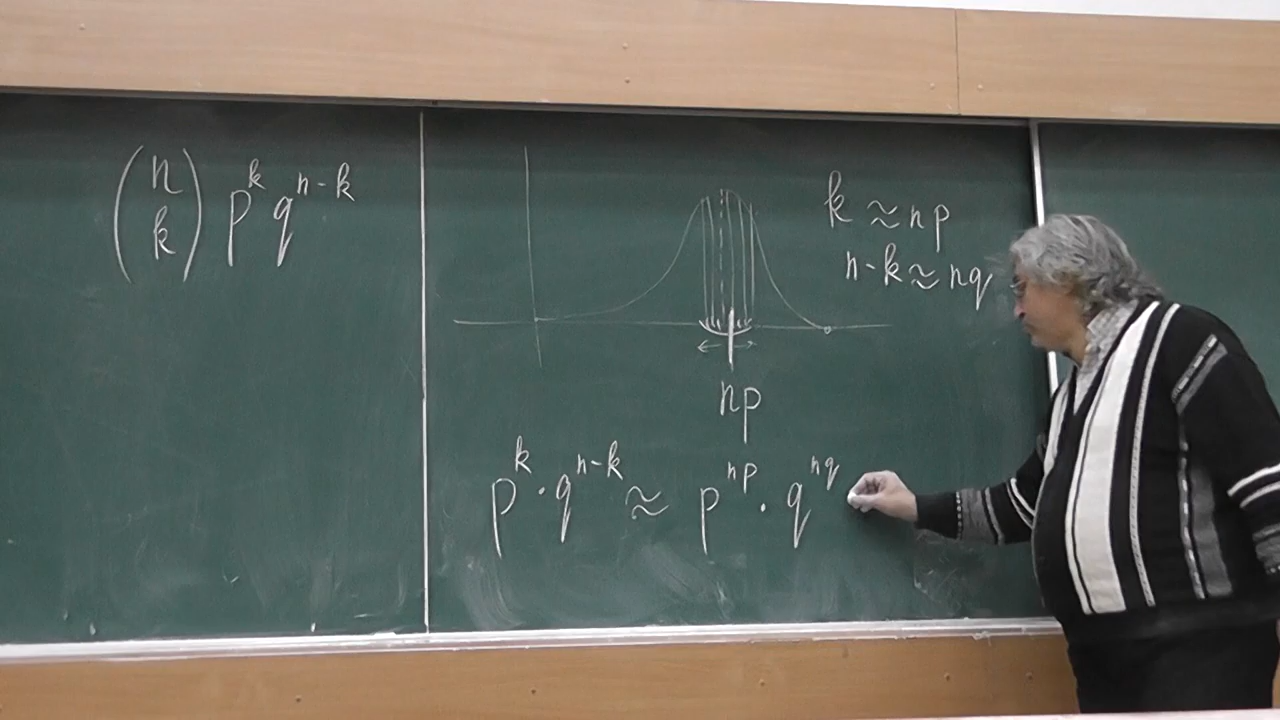 (n k) p^k q^{n-k}
k ≈ np
n-k ≈ nq
np
p^k · q^{n-k} ≈ p^{np} · q^{nq}